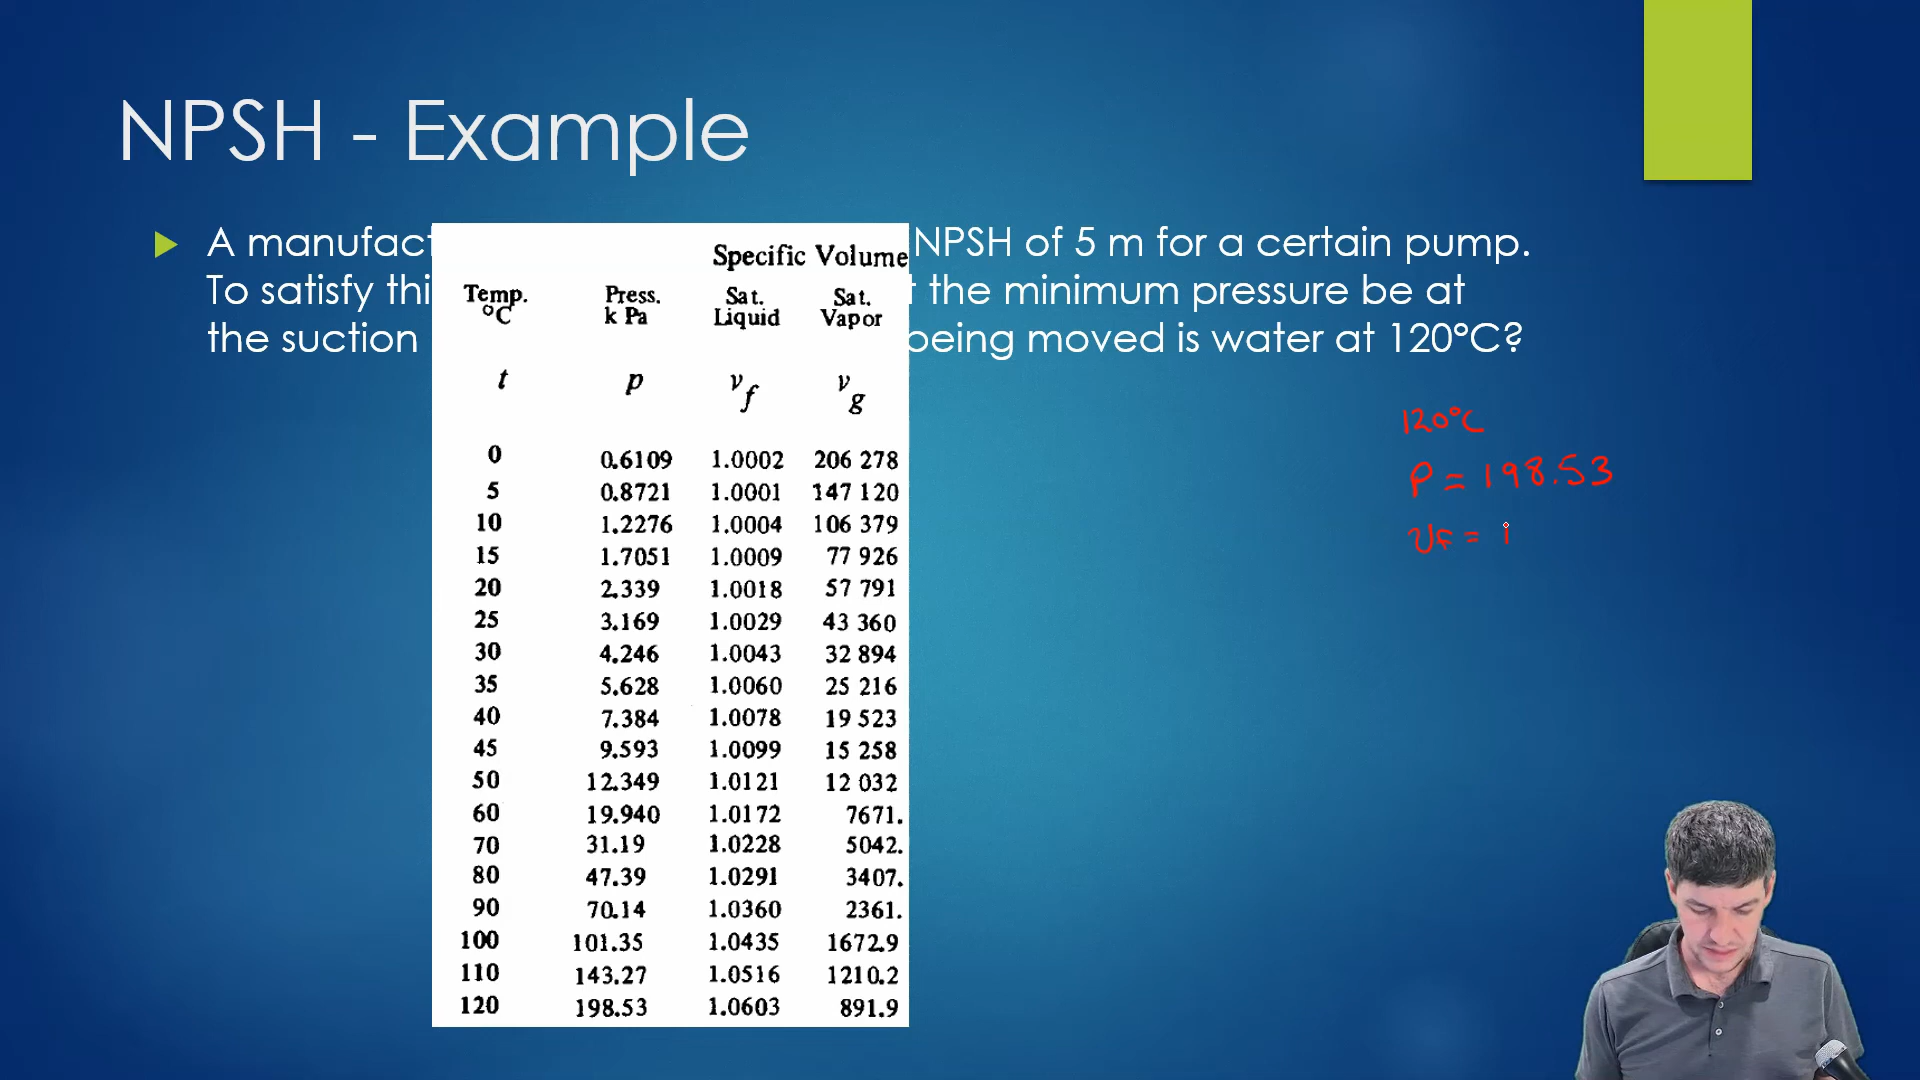 NPSH - Example
A manufact NPSH of 5 m for a certain pump.
To satisfy thi t the minimum pressure be at
the suction being moved is water at 120°C?
Specific Volume
Temp. °C Press. k Pa Sat. Liquid Sat. Vapor
t p v f v g
0 0.6109 1.0002 206 278
5 0.8721 1.0001 147 120
10 1.2276 1.0004 106 379
15 1.7051 1.0009 77 926
20 2.339 1.0018 57 791
25 3.169 1.0029 43 360
30 4.246 1.0043 32 894
35 5.628 1.0060 25 216
40 7.384 1.0078 19 523
45 9.593 1.0099 15 258
50 12.349 1.0121 12 032
60 19.940 1.0172 7671.
70 31.19 1.0228 5042.
80 47.39 1.0291 3407.
90 70.14 1.0360 2361.
100 101.35 1.0435 1672.9
110 143.27 1.0516 1210.2
120 198.53 1.0603 891.9
120°C
P = 198.53
vf = 1